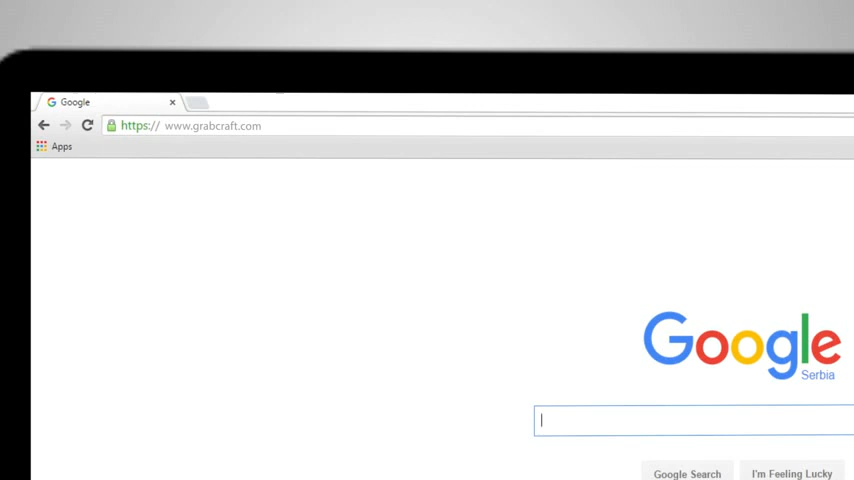 Google
https:// www.grabcraft.com
Apps
Google
Serbia
Google Search
I'm Feeling Lucky